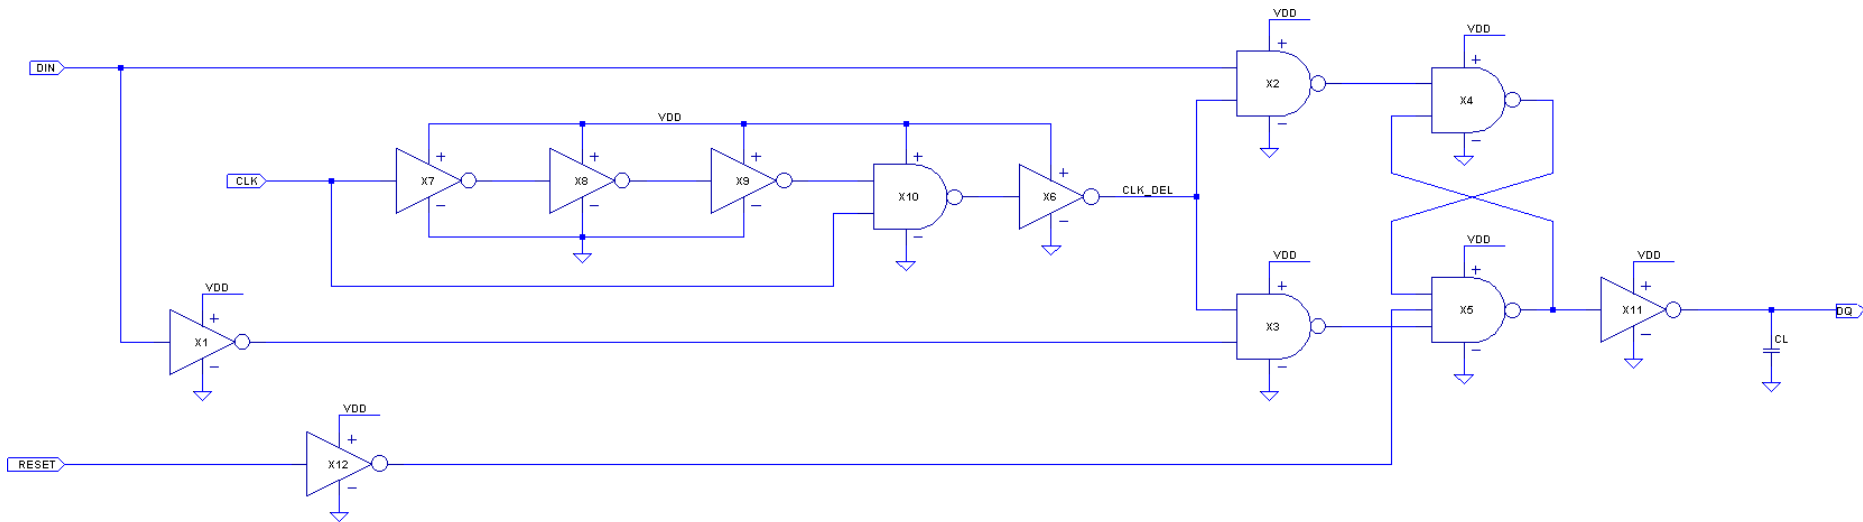 VDD
VDD
+
+
DIN
X2
X4
−
−
VDD
+
+
+
+
+
CLK
X7
X8
X9
X10
X6
CLK_DEL
−
−
−
−
−
VDD
VDD
VDD
VDD
+
+
+
+
X1
X3
X5
X11
DQ
−
−
−
−
CL
VDD
+
RESET
X12
−